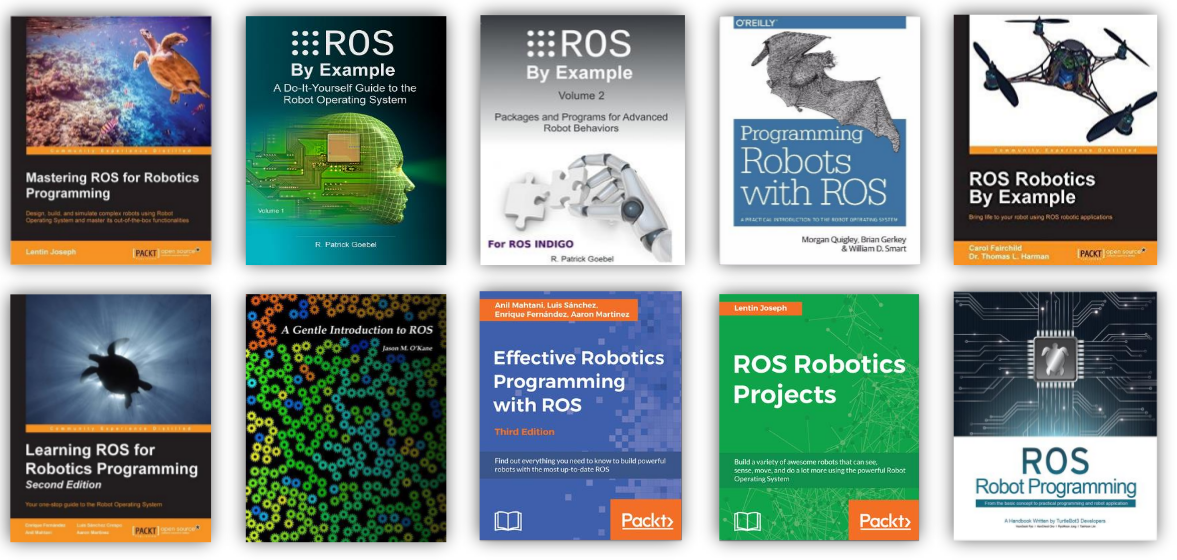 Community Experience Distilled
Mastering ROS for Robotics
Programming
Design, build, and simulate complex robots using Robot
Operating System and master its out-of-the-box functionalities
Lentin Joseph
PACKT
open source
ROS
By Example
A Do-It-Yourself Guide to the
Robot Operating System
Volume 1
R. Patrick Goebel
ROS
By Example
Volume 2
Packages and Programs for Advanced
Robot Behaviors
For ROS INDIGO
R. Patrick Goebel
O'REILLY
Programming
Robots
with ROS
A PRACTICAL INTRODUCTION TO THE ROBOT OPERATING SYSTEM
Morgan Quigley, Brian Gerkey
& William D. Smart
Community Experience Distilled
ROS Robotics
By Example
Bring life to your robot using ROS robotic applications
Carol Fairchild
Dr. Thomas L. Harman
PACKT
open source
Community Experience Distilled
Learning ROS for
Robotics Programming
Second Edition
Your one-stop guide to the Robot Operating System
PACKT
open source
A Gentle Introduction to ROS
Jason M. O'Kane
Anil Mahtani, Luis Sánchez,
Enrique Fernández, Aaron Martinez
Effective Robotics
Programming
with ROS
Third Edition
Find out everything you need to know to build powerful
robots with the most up-to-date ROS
Packt>
Lentin Joseph
ROS Robotics
Projects
Build a variety of awesome robots that can see,
sense, move, and do a lot more using the powerful Robot
Operating System
Packt>
ROS
Robot Programming
From the basic concept to practical programming and robot application
A Handbook Written by TurtleBot3 Developers